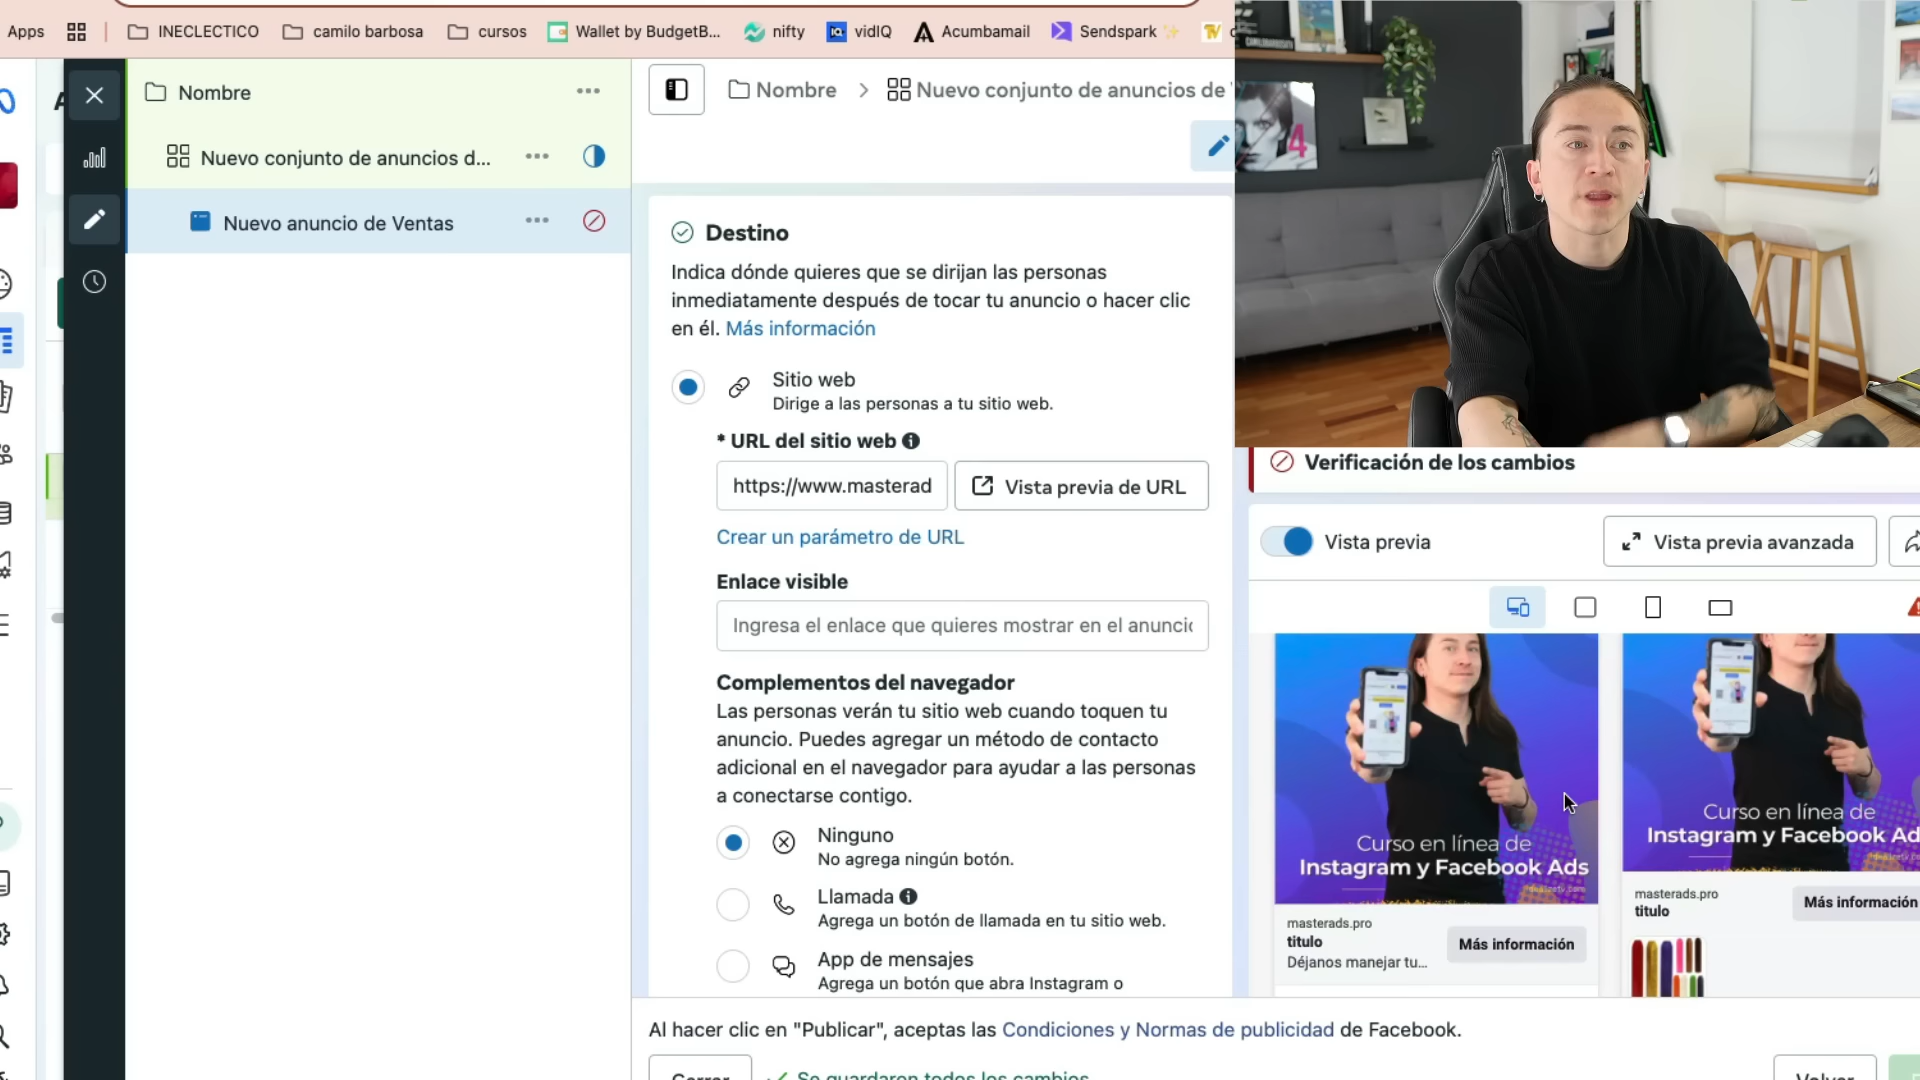 Apps
INECLECTICO
camilo barbosa
cursos
Wallet by BudgetB...
nifty
vidIQ
Acumbamail
Sendspark
Nombre
Nuevo conjunto de anuncios d...
Nuevo anuncio de Ventas
Nombre
Nuevo conjunto de anuncios de
Destino
Indica dónde quieres que se dirijan las personas
inmediatamente después de tocar tu anuncio o hacer clic
en él. Más información
Sitio web
Dirige a las personas a tu sitio web.
* URL del sitio web
https://www.masterad
Vista previa de URL
Crear un parámetro de URL
Enlace visible
Ingresa el enlace que quieres mostrar en el anuncio
Complementos del navegador
Las personas verán tu sitio web cuando toquen tu
anuncio. Puedes agregar un método de contacto
adicional en el navegador para ayudar a las personas
a conectarse contigo.
Ninguno
No agrega ningún botón.
Llamada
Agrega un botón de llamada en tu sitio web.
App de mensajes
Agrega un botón que abra Instagram o
Al hacer clic en "Publicar", aceptas las Condiciones y Normas de publicidad de Facebook.
Cerrar
Se guardaron todos los cambios
Volver
4
Verificación de los cambios
Vista previa
Vista previa avanzada
Curso en línea de
Instagram y Facebook Ads
masterads.pro
titulo
Déjanos manejar tu...
Más información
Curso en línea de
Instagram y Facebook Ad
masterads.pro
titulo
Más información